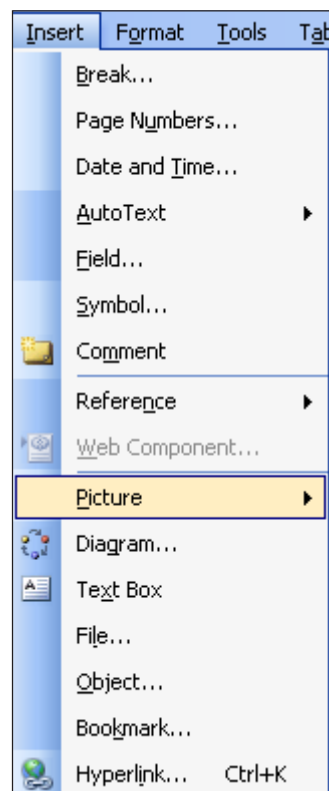 Insert Format Tools Tab
Break...
Page Numbers...
Date and Time...
AutoText
Field...
Symbol...
Comment
Reference
Web Component...
Picture
Diagram...
Text Box
File...
Object...
Bookmark...
Hyperlink... Ctrl+K